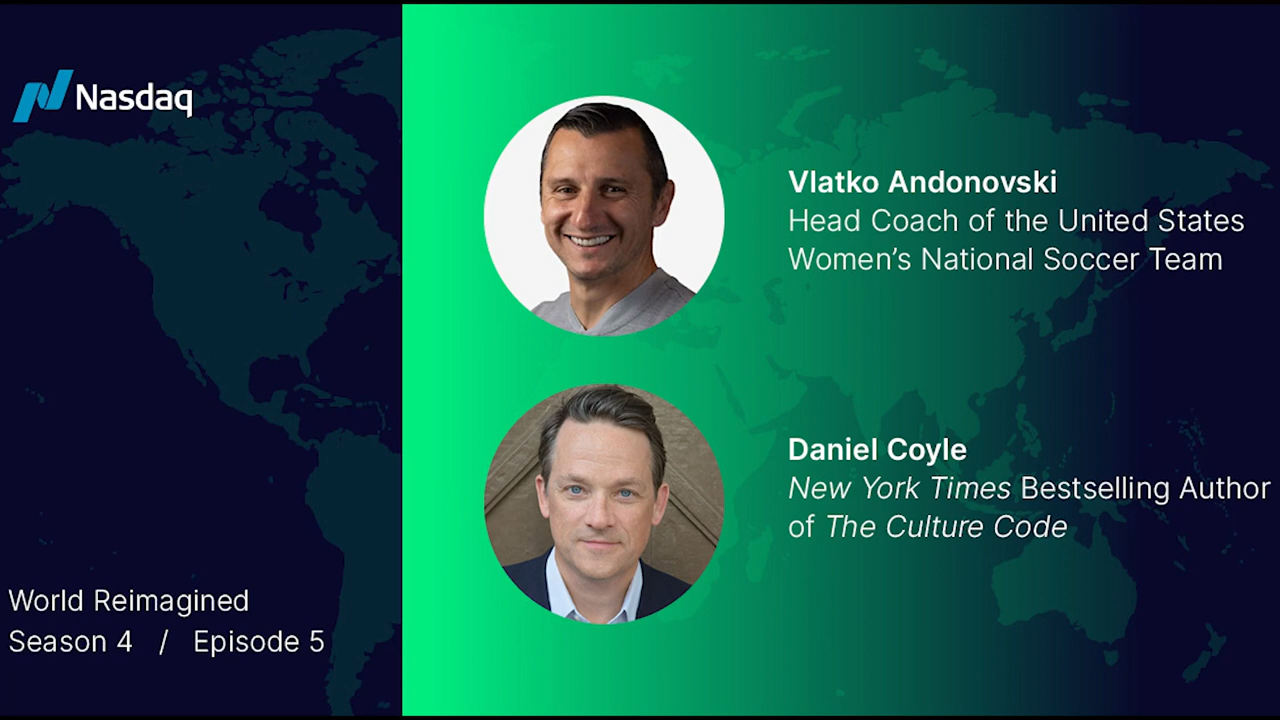 Nasdaq
Vlatko Andonovski
Head Coach of the United States
Women’s National Soccer Team
Daniel Coyle
New York Times Bestselling Author
of The Culture Code
World Reimagined
Season 4 / Episode 5